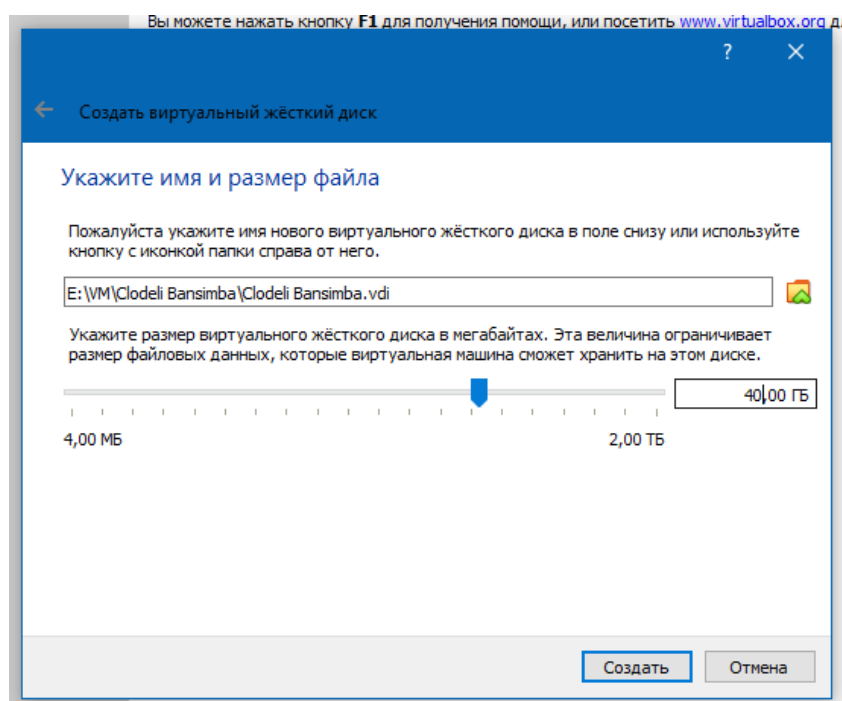 Вы можете нажать кнопку F1 для получения помощи, или посетить www.virtualbox.org д
?
Создать виртуальный жёсткий диск
Укажите имя и размер файла
Пожалуйста укажите имя нового виртуального жёсткого диска в поле снизу или используйте
кнопку с иконкой папки справа от него.
E:\VM\Clodeli Bansimba\Clodeli Bansimba.vdi
Укажите размер виртуального жёсткого диска в мегабайтах. Эта величина ограничивает
размер файловых данных, которые виртуальная машина сможет хранить на этом диске.
40,00 ГБ
4,00 МБ 2,00 ТБ
Создать Отмена